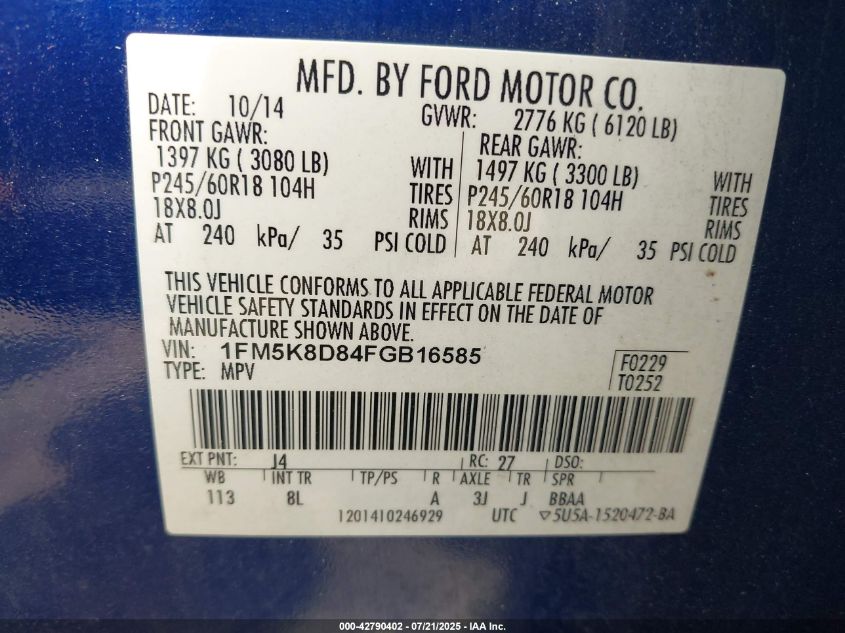 MFD. BY FORD MOTOR CO.
DATE: 10/14 GVWR: 2776 KG ( 6120 LB)
FRONT GAWR: REAR GAWR:
1397 KG ( 3080 LB) WITH 1497 KG ( 3300 LB) WITH
P245/60R18 104H TIRES P245/60R18 104H TIRES
18X8.0J RIMS 18X8.0J RIMS
AT 240 kPa/ 35 PSI COLD AT 240 kPa/ 35 PSI COLD
THIS VEHICLE CONFORMS TO ALL APPLICABLE FEDERAL MOTOR
VEHICLE SAFETY STANDARDS IN EFFECT ON THE DATE OF
MANUFACTURE SHOWN ABOVE.
VIN: 1FM5K8D84FGB16585
TYPE: MPV
F0229
T0252
EXT PNT: J4 RC: 27 DSO:
WB INT TR TP/PS R AXLE TR SPR
113 8L A 3J J BBAA
1201410246929 UTC ▽5U5A-1520472-BA
000-42790402 - 07/21/2025 - IAA Inc.